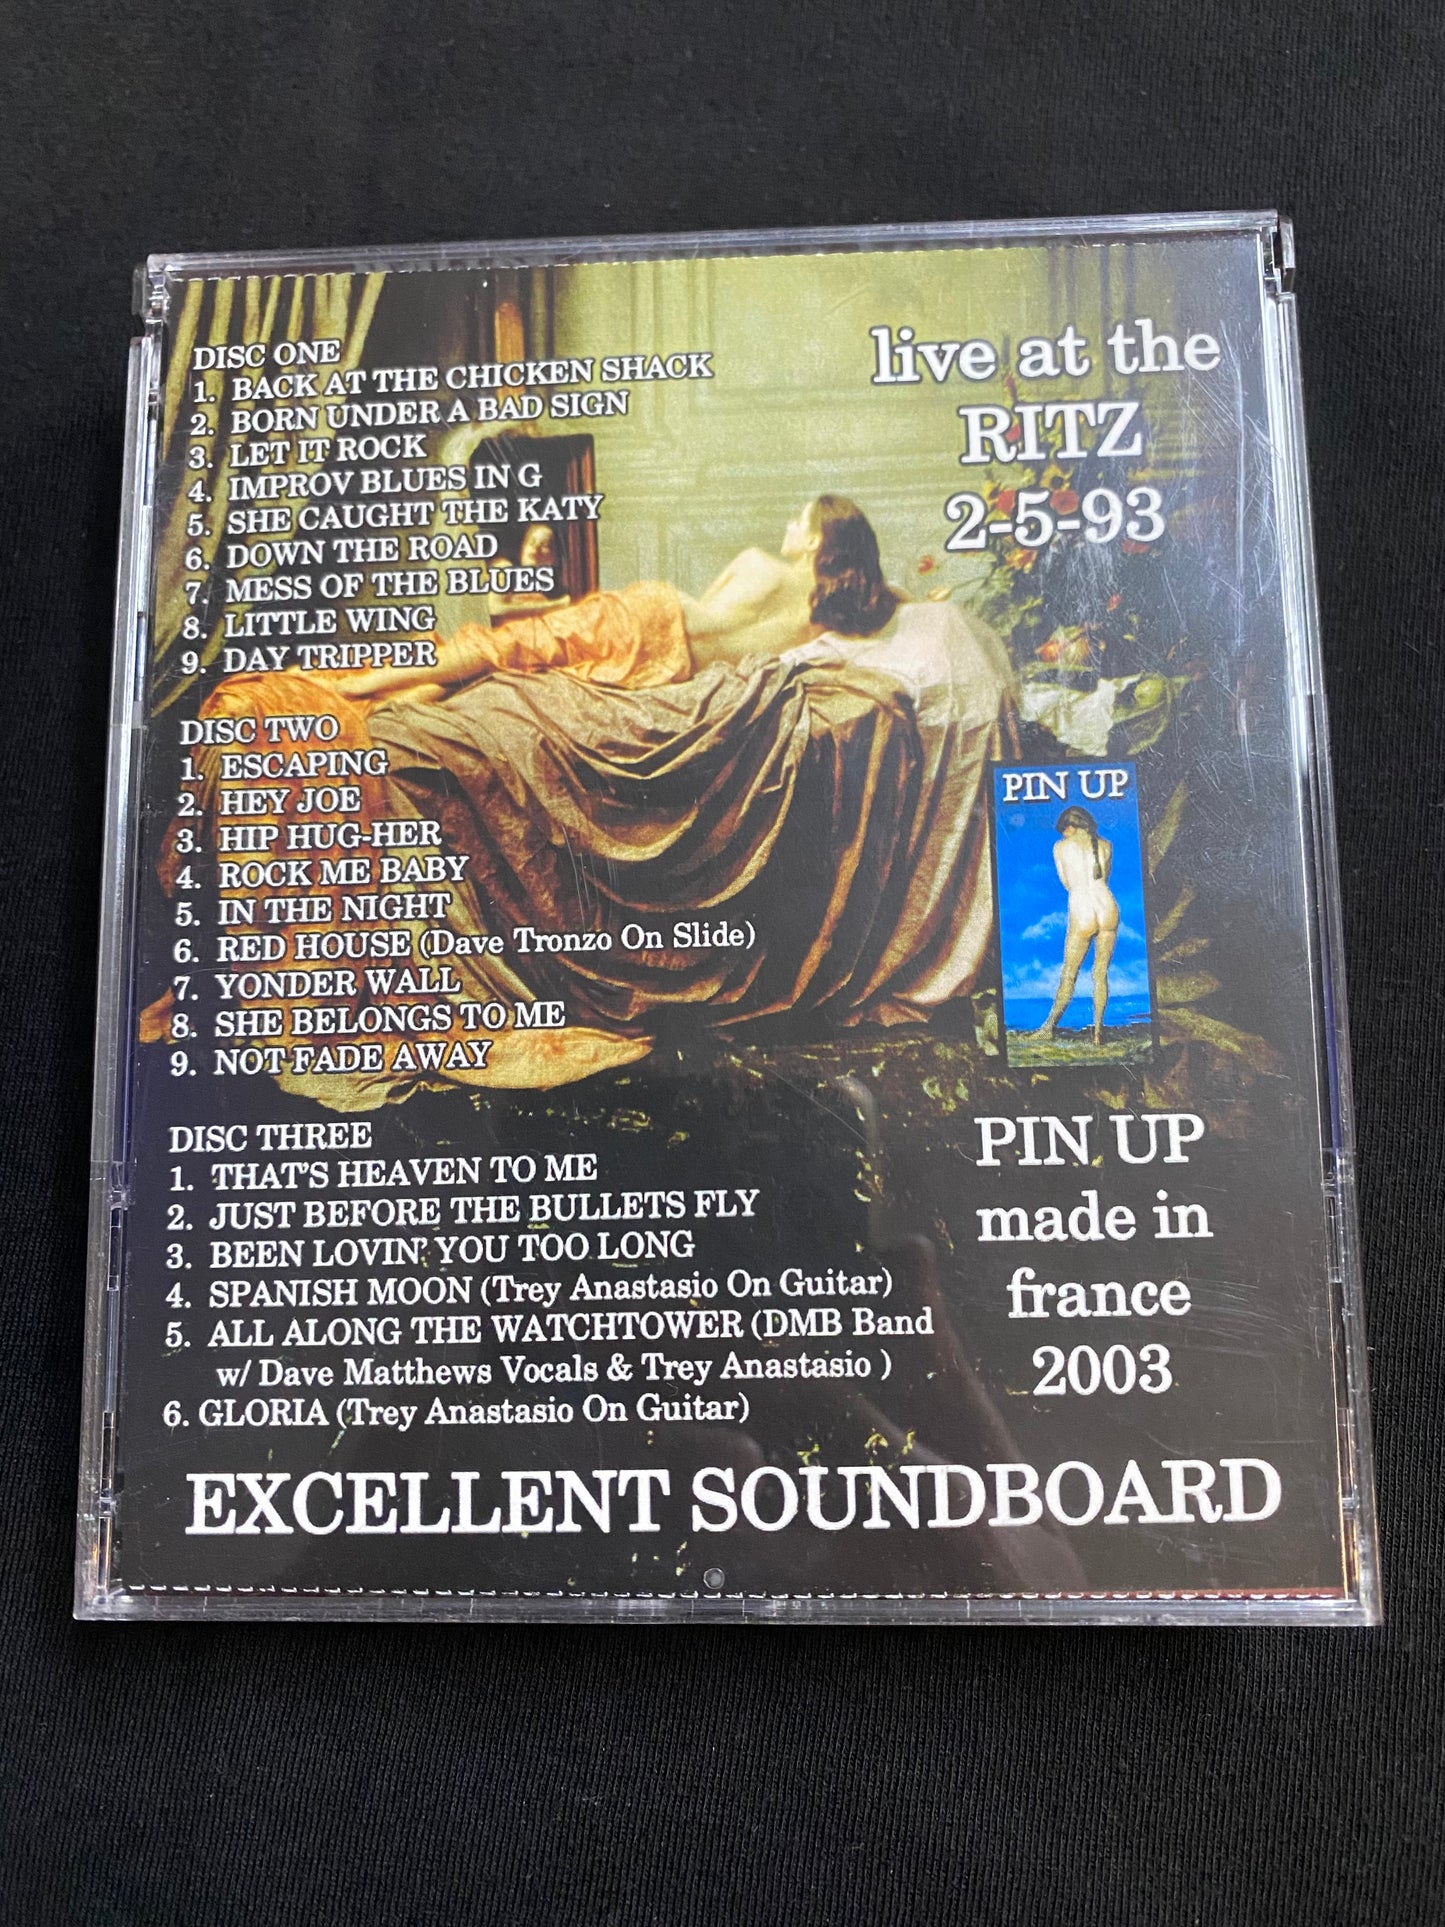 DISC ONE
1. BACK AT THE CHICKEN SHACK
2. BORN UNDER A BAD SIGN
3. LET IT ROCK
4. IMPROV BLUES IN G
5. SHE CAUGHT THE KATY
6. DOWN THE ROAD
7. MESS OF THE BLUES
8. LITTLE WING
9. DAY TRIPPER
DISC TWO
1. ESCAPING
2. HEY JOE
3. HIP HUG-HER
4. ROCK ME BABY
5. IN THE NIGHT
6. RED HOUSE (Dave Tronzo On Slide)
7. YONDER WALL
8. SHE BELONGS TO ME
9. NOT FADE AWAY
DISC THREE
1. THAT'S HEAVEN TO ME
2. JUST BEFORE THE BULLETS FLY
3. BEEN LOVIN' YOU TOO LONG
4. SPANISH MOON (Trey Anastasio On Guitar)
5. ALL ALONG THE WATCHTOWER (DMB Band
w/ Dave Matthews Vocals & Trey Anastasio )
6. GLORIA (Trey Anastasio On Guitar)
live at the
RITZ
2-5-93
PIN UP
PIN UP
made in
france
2003
EXCELLENT SOUNDBOARD